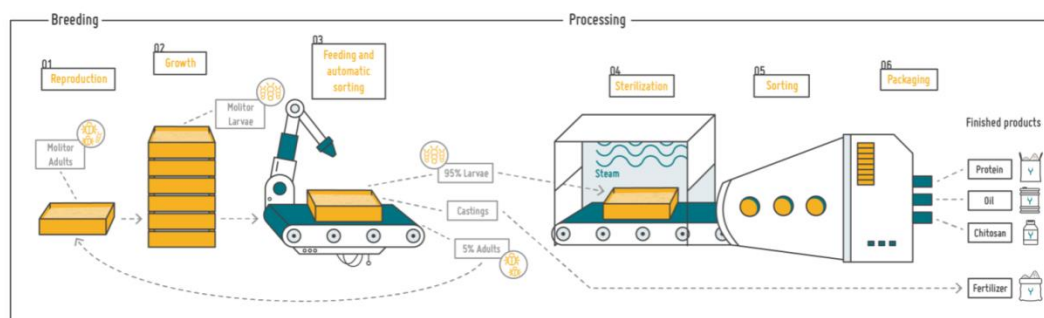 Breeding
Processing
01
Reproduction
02
Growth
03
Feeding and
automatic
sorting
04
Sterilization
05
Sorting
06
Packaging
Molitor
Adults
Molitor
Larvae
95% Larvae
Castings
5% Adults
Steam
Finished products
Protein
Y
Oil
Y
Chitosan
Y
Fertilizer
Y